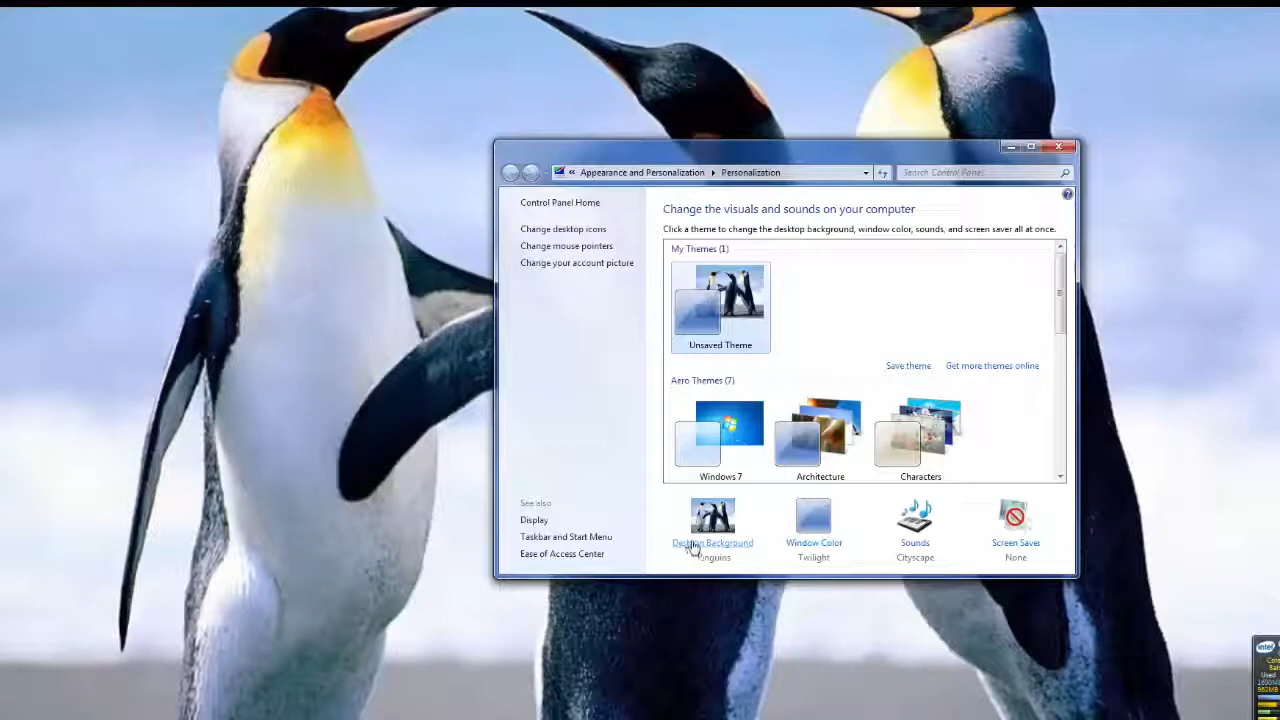 « Appearance and Personalization ▸ Personalization
Search Control Panel
Control Panel Home
Change desktop icons
Change mouse pointers
Change your account picture
See also
Display
Taskbar and Start Menu
Ease of Access Center
Change the visuals and sounds on your computer
Click a theme to change the desktop background, window color, sounds, and screen saver all at once.
My Themes (1)
Unsaved Theme
Save theme
Get more themes online
Aero Themes (7)
Windows 7
Architecture
Characters
Desktop Background
Window Color
Twilight
Sounds
Cityscape
Screen Saver
None
intel
Used